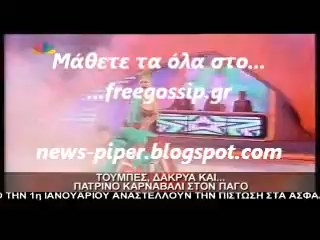 Μάθετε τα όλα στο...
...freegossip.gr
news-piper.blogspot.com
ΤΟΥΜΠΕΣ, ΔΑΚΡΥΑ ΚΑΙ...
ΠΑΤΡΙΝΟ ΚΑΡΝΑΒΑΛΙ ΣΤΟΝ ΠΑΓΟ
Ο ΤΗΝ 1η ΙΑΝΟΥΑΡΙΟΥ ΑΝΑΣΤΕΛΛΟΥΝ ΤΗΝ ΠΙΣΤΩΣΗ ΣΤΑ ΑΣΦΑ